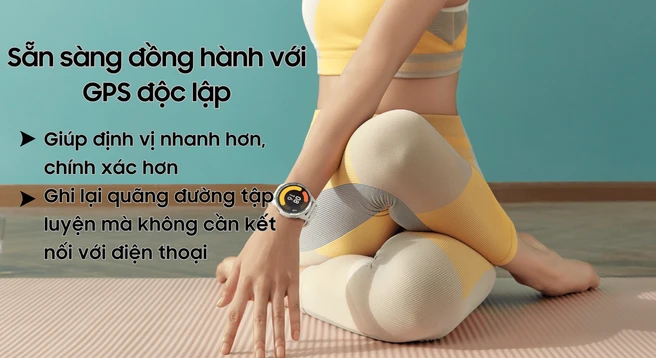 Sẵn sàng đồng hành với
GPS độc lập
➤ Giúp định vị nhanh hơn,
chính xác hơn
➤ Ghi lại quãng đường tập
luyện mà không cần kết
nối với điện thoại